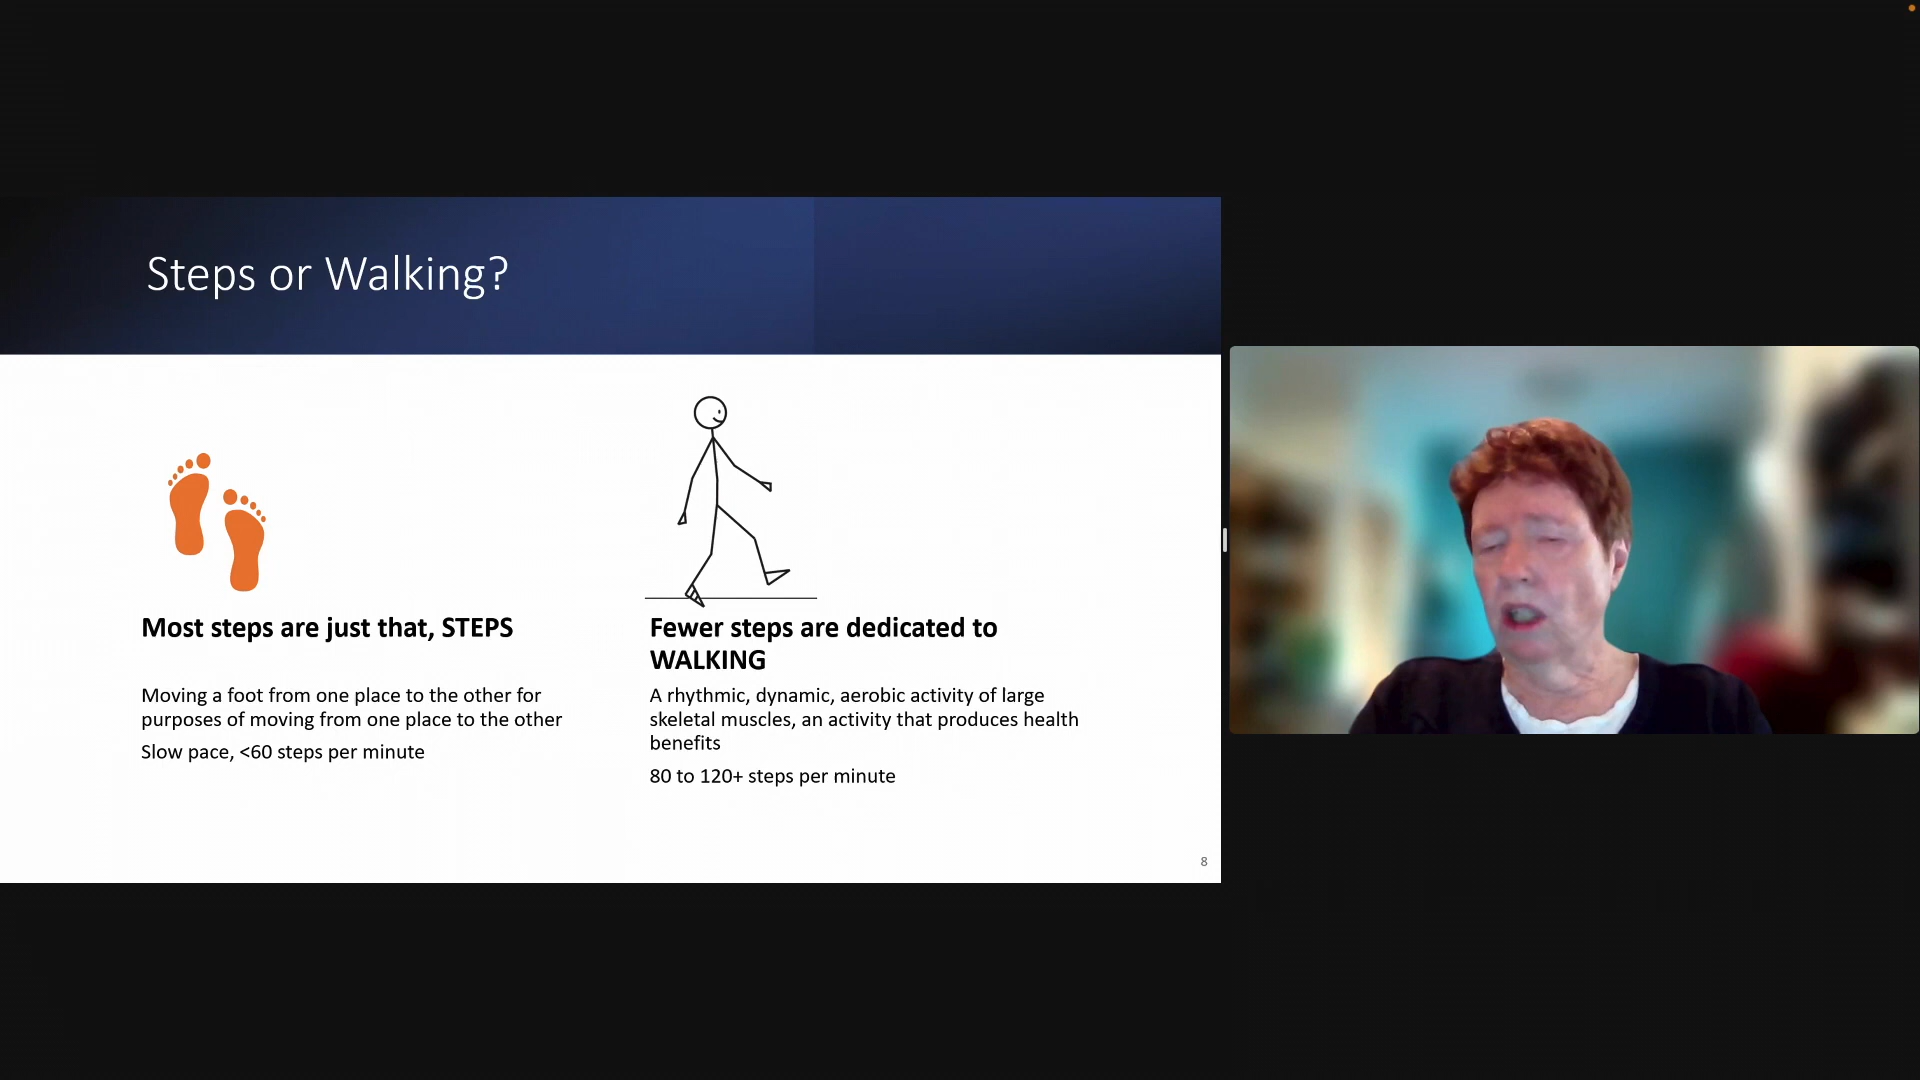 Steps or Walking?
Most steps are just that, STEPS
Moving a foot from one place to the other for
purposes of moving from one place to the other
Slow pace, <60 steps per minute
Fewer steps are dedicated to
WALKING
A rhythmic, dynamic, aerobic activity of large
skeletal muscles, an activity that produces health
benefits
80 to 120+ steps per minute
8